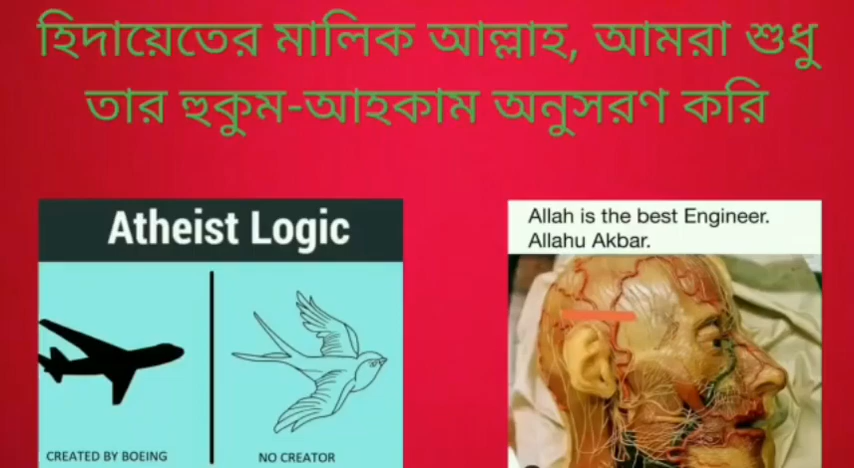 হিদায়েতের মালিক আল্লাহ, আমরা শুধু
তার হুকুম-আহকাম অনুসরণ করি
Atheist Logic
CREATED BY BOEING
NO CREATOR
Allah is the best Engineer.
Allahu Akbar.